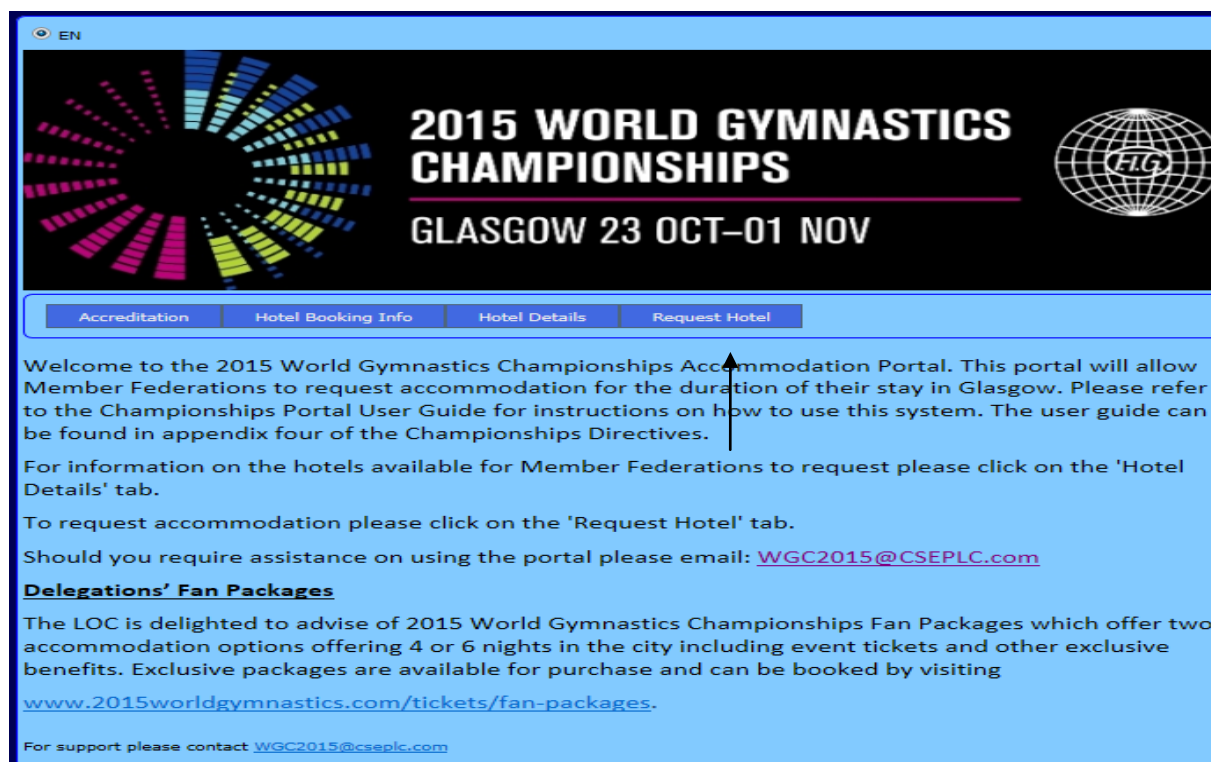 EN
2015 WORLD GYMNASTICS
CHAMPIONSHIPS
GLASGOW 23 OCT–01 NOV
F.I.G
Accreditation Hotel Booking Info Hotel Details Request Hotel
Welcome to the 2015 World Gymnastics Championships Accommodation Portal. This portal will allow
Member Federations to request accommodation for the duration of their stay in Glasgow. Please refer
to the Championships Portal User Guide for instructions on how to use this system. The user guide can
be found in appendix four of the Championships Directives.
For information on the hotels available for Member Federations to request please click on the 'Hotel
Details' tab.
To request accommodation please click on the 'Request Hotel' tab.
Should you require assistance on using the portal please email: WGC2015@CSEPLC.com
Delegations’ Fan Packages
The LOC is delighted to advise of 2015 World Gymnastics Championships Fan Packages which offer two
accommodation options offering 4 or 6 nights in the city including event tickets and other exclusive
benefits. Exclusive packages are available for purchase and can be booked by visiting
www.2015worldgymnastics.com/tickets/fan-packages.
For support please contact WGC2015@cseplc.com